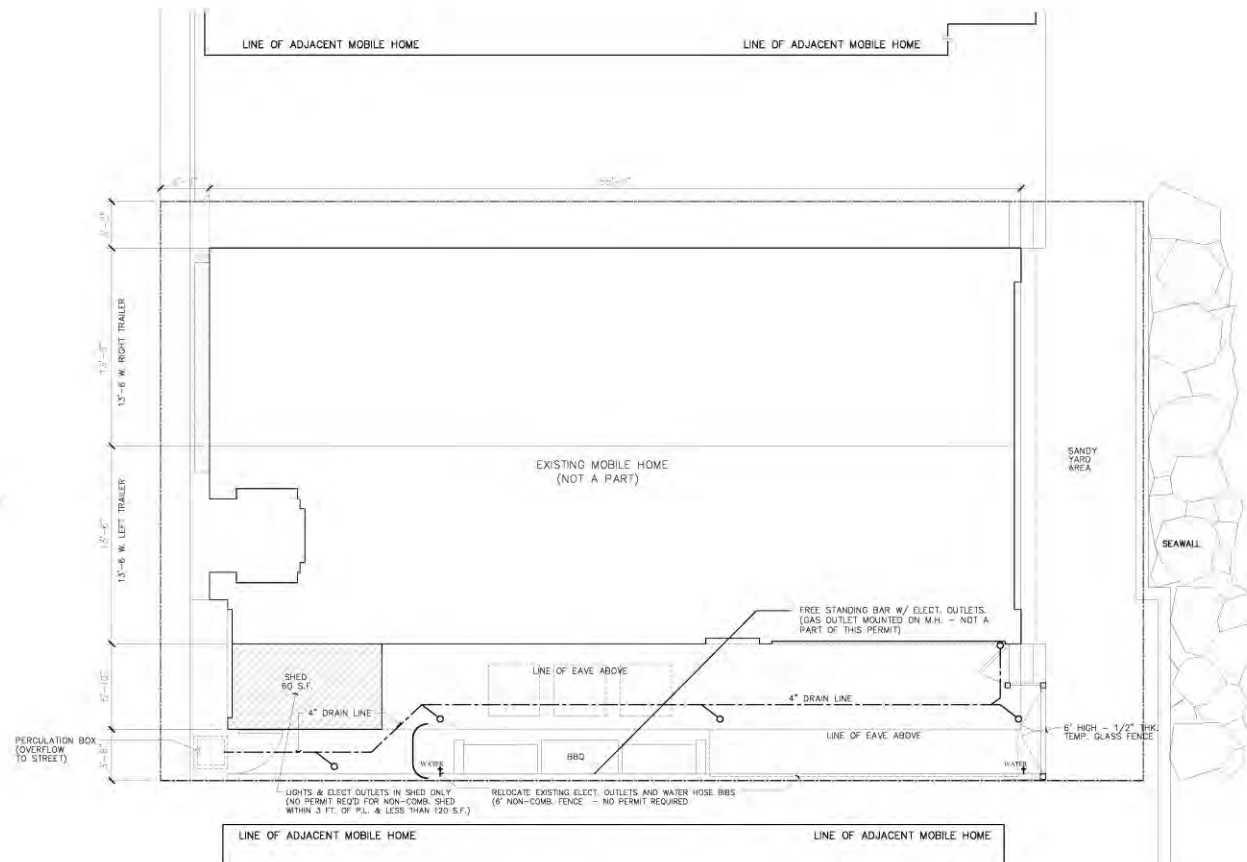 LINE OF ADJACENT MOBILE HOME
LINE OF ADJACENT MOBILE HOME
13'-6 W. RIGHT TRAILER
13'-6 W. LEFT TRAILER
EXISTING MOBILE HOME
(NOT A PART)
SANDY
YARD
AREA
SEAWALL
FREE STANDING BAR W/ ELECT. OUTLETS.
(GAS OUTLET MOUNTED ON M.H. – NOT A
PART OF THIS PERMIT)
SHED
60 S.F.
LINE OF EAVE ABOVE
4" DRAIN LINE
4" DRAIN LINE
PERCULATION BOX
(OVERFLOW
TO STREET)
LINE OF EAVE ABOVE
6' HIGH – 1/2" THK.
TEMP. GLASS FENCE
WATER
BBQ
WATER
LIGHTS & ELECT OUTLETS IN SHED ONLY
(NO PERMIT REQ'D FOR NON-COMB. SHED
WITHIN 3 FT. OF P.L. & LESS THAN 120 S.F.)
RELOCATE EXISTING ELECT. OUTLETS AND WATER HOSE BIBS
(6' NON-COMB. FENCE – NO PERMIT REQUIRED
LINE OF ADJACENT MOBILE HOME
LINE OF ADJACENT MOBILE HOME